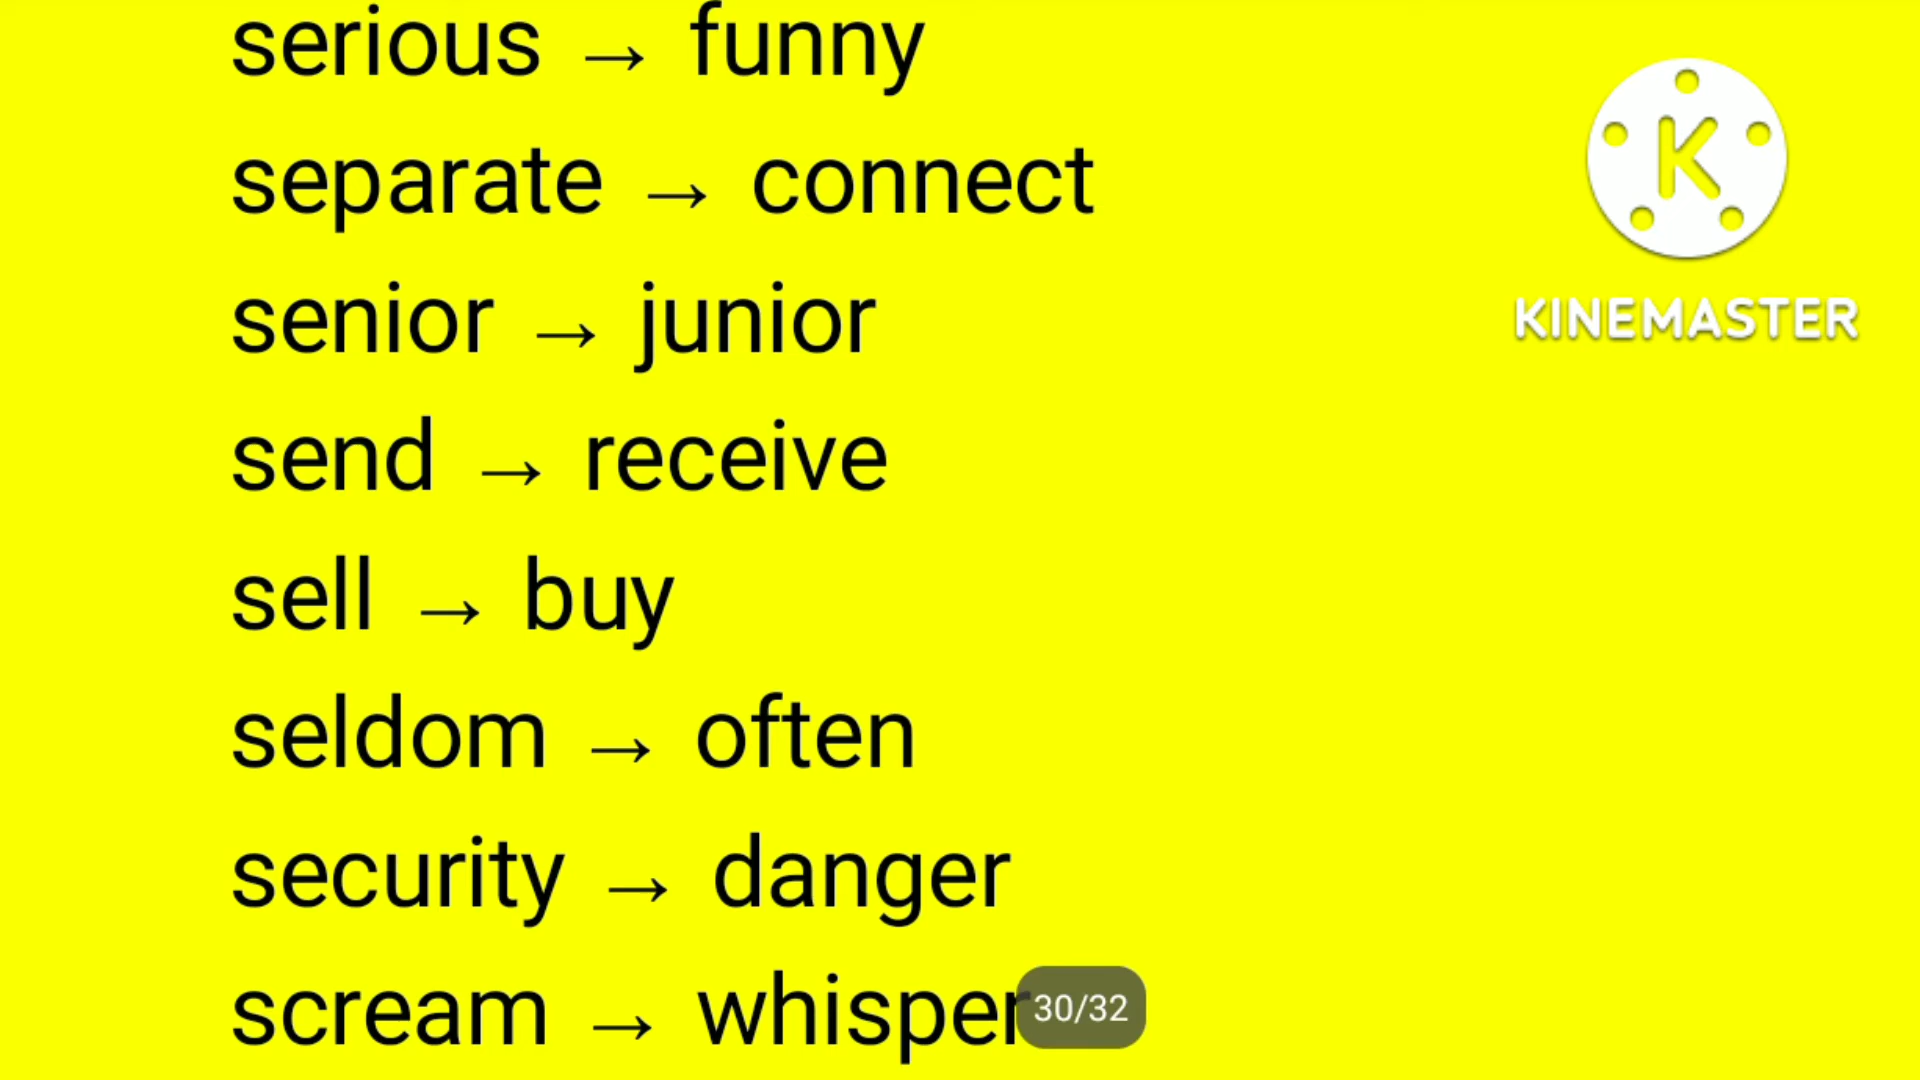 serious → funny
separate → connect
KINEMASTER
senior → junior
send → receive
sell → buy
seldom → often
security → danger
scream → whisper
30/32